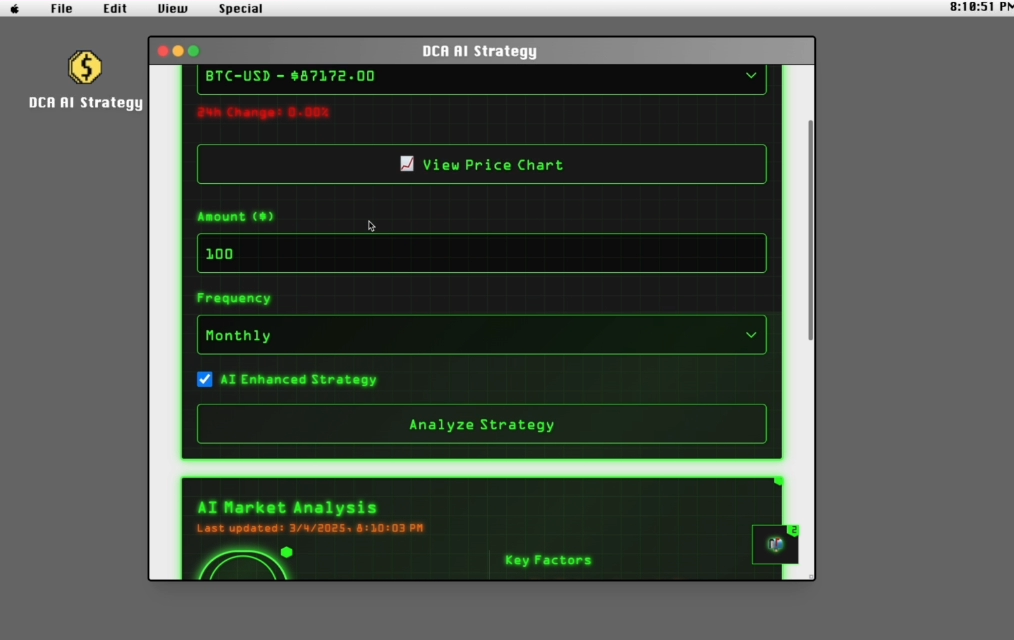 File Edit View Special 8:10:51 PM
DCA AI Strategy
DCA AI Strategy
BTC-USD - $87172.00
24h Change: 0.00%
View Price Chart
Amount ($)
100
Frequency
Monthly
AI Enhanced Strategy
Analyze Strategy
AI Market Analysis
Last updated: 3/4/2025, 8:10:03 PM
Key Factors
2